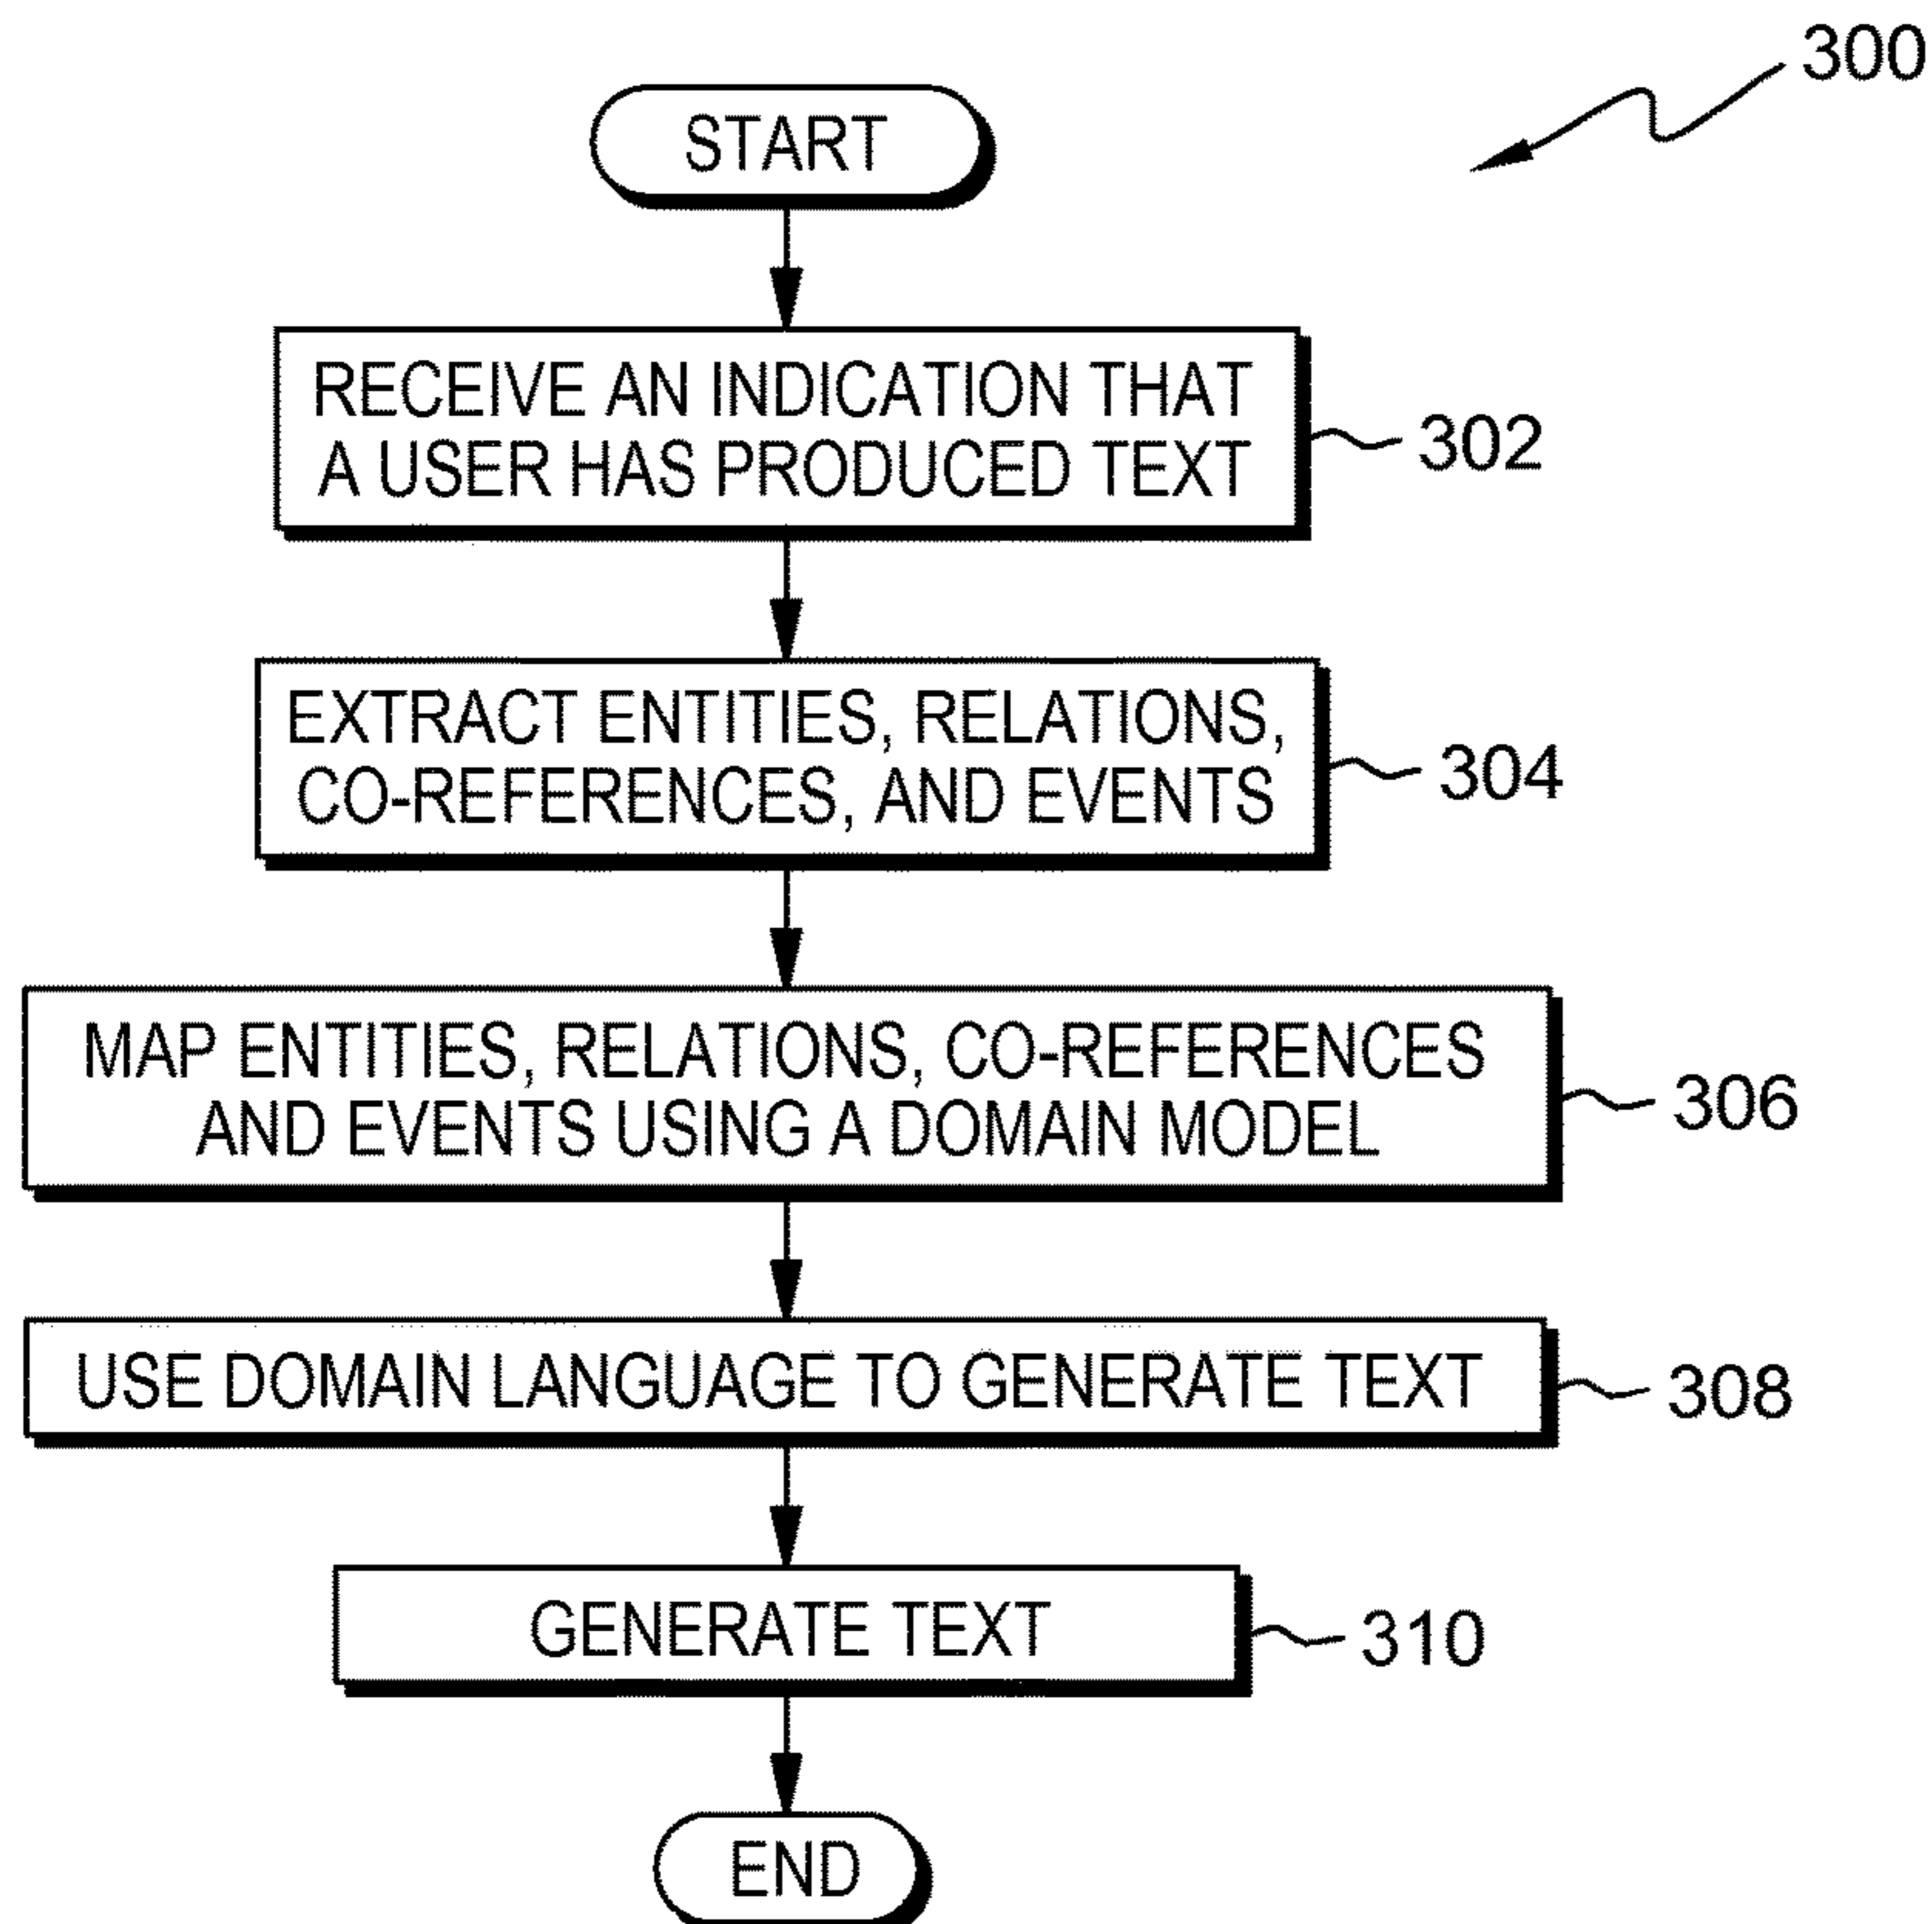 300
START
RECEIVE AN INDICATION THAT
A USER HAS PRODUCED TEXT
302
EXTRACT ENTITIES, RELATIONS,
CO-REFERENCES, AND EVENTS
304
MAP ENTITIES, RELATIONS, CO-REFERENCES
AND EVENTS USING A DOMAIN MODEL
306
USE DOMAIN LANGUAGE TO GENERATE TEXT
308
GENERATE TEXT
310
END